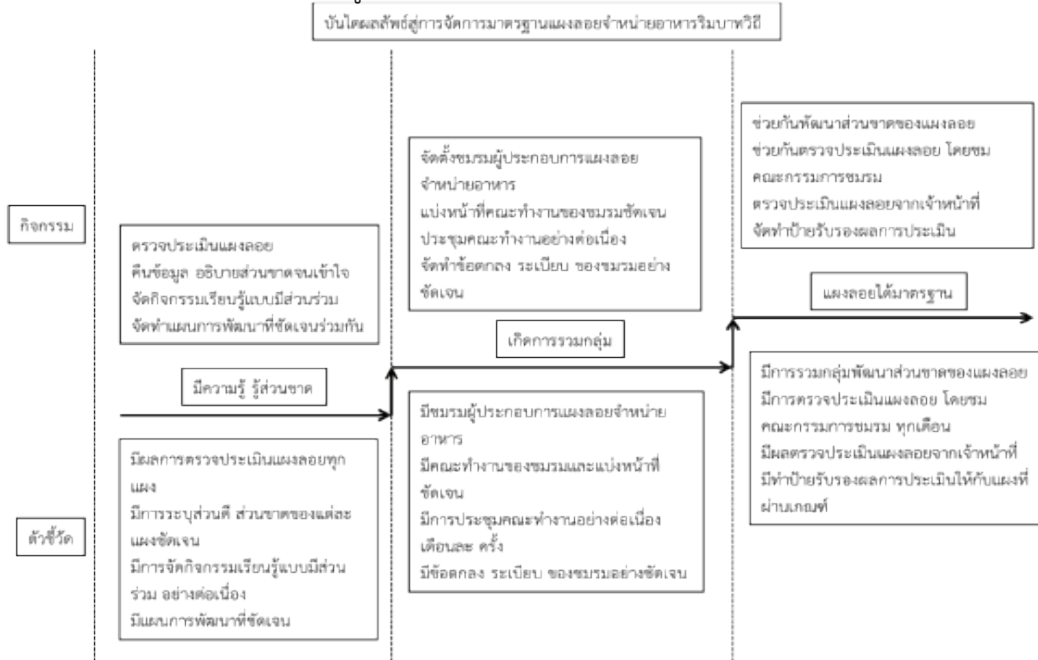 บันไดผลลัพธ์สู่การจัดการมาตรฐานแผงลอยจำหน่ายอาหารริมบาทวิถี
กิจกรรม
ตรวจประเมินแผงลอย
คืนข้อมูล อธิบายส่วนขาดจนเข้าใจ
จัดกิจกรรมเรียนรู้แบบมีส่วนร่วม
จัดทำแผนการพัฒนาที่ชัดเจนร่วมกัน
จัดตั้งชมรมผู้ประกอบการแผงลอย
จำหน่ายอาหาร
แบ่งหน้าที่คณะทำงานของชมรมชัดเจน
ประชุมคณะทำงานอย่างต่อเนื่อง
จัดทำข้อตกลง ระเบียบ ของชมรมอย่าง
ชัดเจน
ช่วยกันพัฒนาส่วนขาดของแผงลอย
ช่วยกันตรวจประเมินแผงลอย โดยชม
คณะกรรมการชมรม
ตรวจประเมินแผงลอยจากเจ้าหน้าที่
จัดทำป้ายรับรองผลการประเมิน
มีความรู้ รู้ส่วนขาด
เกิดการรวมกลุ่ม
แผงลอยได้มาตรฐาน
ตัวชี้วัด
มีผลการตรวจประเมินแผงลอยทุก
แผง
มีการระบุส่วนดี ส่วนขาดของแต่ละ
แผงชัดเจน
มีการจัดกิจกรรมเรียนรู้แบบมีส่วน
ร่วม อย่างต่อเนื่อง
มีแผนการพัฒนาที่ชัดเจน
มีชมรมผู้ประกอบการแผงลอยจำหน่าย
อาหาร
มีคณะทำงานของชมรมและแบ่งหน้าที่
ชัดเจน
มีการประชุมคณะทำงานอย่างต่อเนื่อง
เดือนละ ครั้ง
มีข้อตกลง ระเบียบ ของชมรมอย่างชัดเจน
มีการรวมกลุ่มพัฒนาส่วนขาดของแผงลอย
มีการตรวจประเมินแผงลอย โดยชม
คณะกรรมการชมรม ทุกเดือน
มีผลตรวจประเมินแผงลอยจากเจ้าหน้าที่
มีทำป้ายรับรองผลการประเมินให้กับแผงที่
ผ่านเกณฑ์